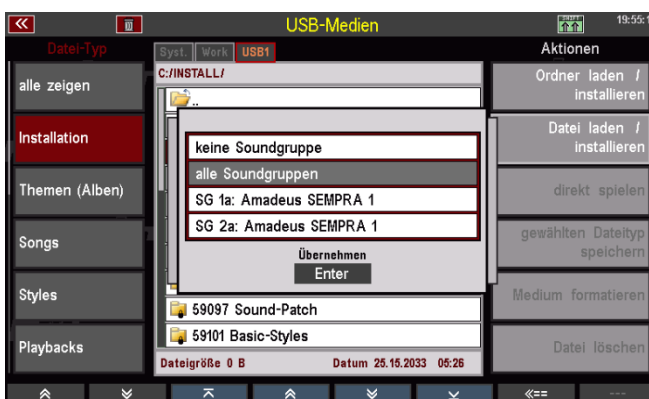 USB-Medien
SHIFT
19:55:
Datei-Typ
Syst. Work USB1
Aktionen
C:/INSTALL/
alle zeigen
..
Ordner laden /
installieren
Installation
keine Soundgruppe
alle Soundgruppen
SG 1a: Amadeus SEMPRA 1
SG 2a: Amadeus SEMPRA 1
Übernehmen
Enter
Datei laden /
installieren
Themen (Alben)
direkt spielen
Songs
gewählten Dateityp
speichern
Styles
59097 Sound-Patch
Medium formatieren
Playbacks
59101 Basic-Styles
Datei löschen
Dateigröße 0 B Datum 25.15.2033 05:26
«== ---